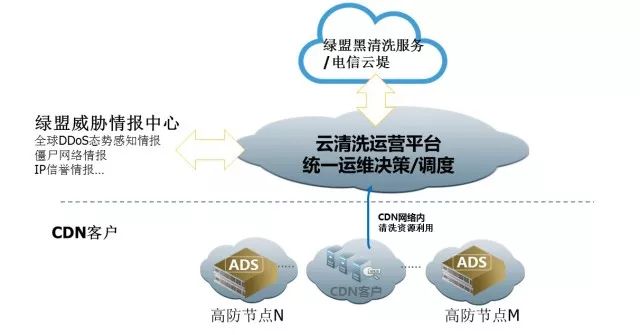 绿盟黑清洗服务
/电信云堤
绿盟威胁情报中心
全球DDoS态势感知情报
僵尸网络情报
IP信誉情报...
云清洗运营平台
统一运维决策/调度
CDN网络内
清洗资源利用
CDN客户
ADS
......
CDN客户
......
ADS
高防节点N
高防节点M